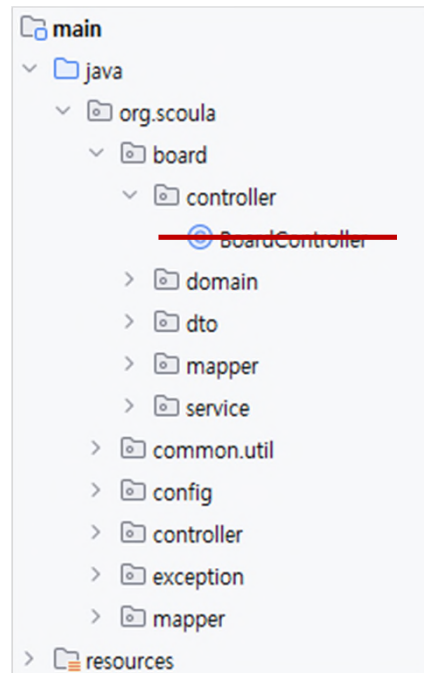 main
java
org.scoula
board
controller
BoardController
domain
dto
mapper
service
common.util
config
controller
exception
mapper
resources